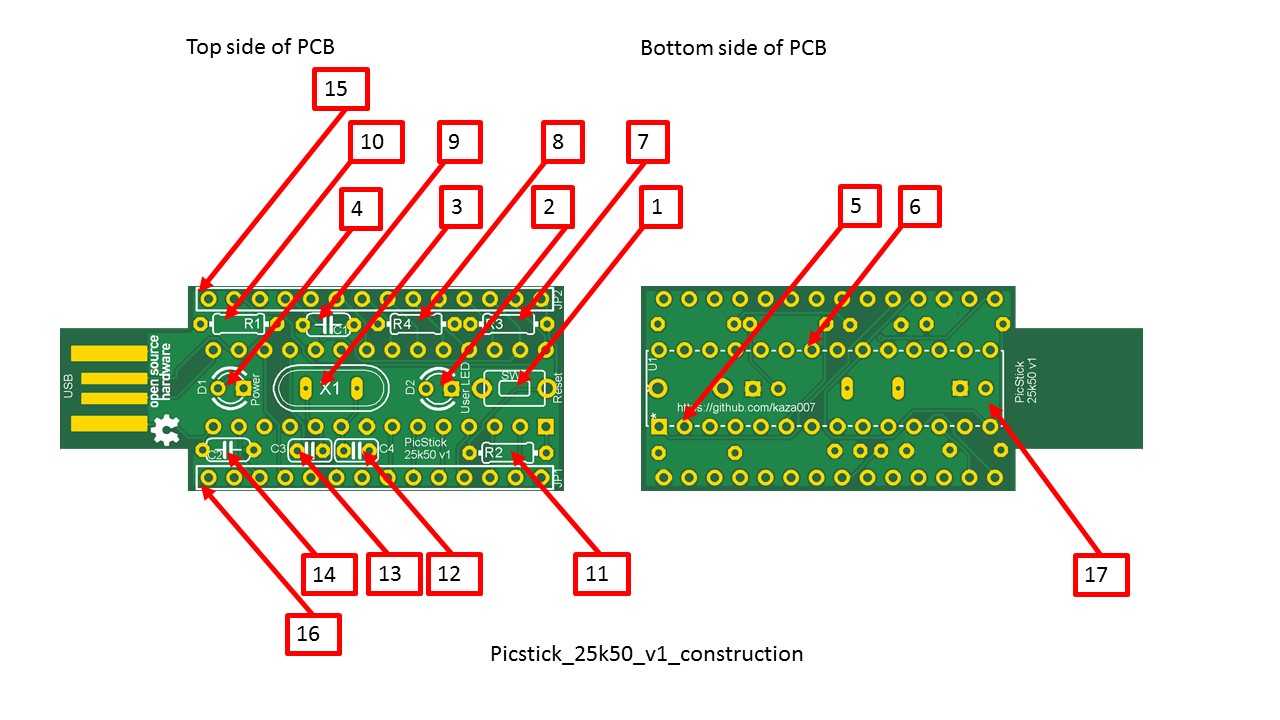 Top side of PCB
Bottom side of PCB
15
10
9
8
7
4
3
2
1
5
6
JP2
R1
C1
R4
R3
USB
open source
hardware
D1
Power
X1
D2
User LED
SW
Reset
C2
C3
C4
PicStick
25k50 v1
R2
JP1
U1
https://github.com/kaza007
PicStick
25k50 v1
14
13
12
11
17
16
Picstick_25k50_v1_construction